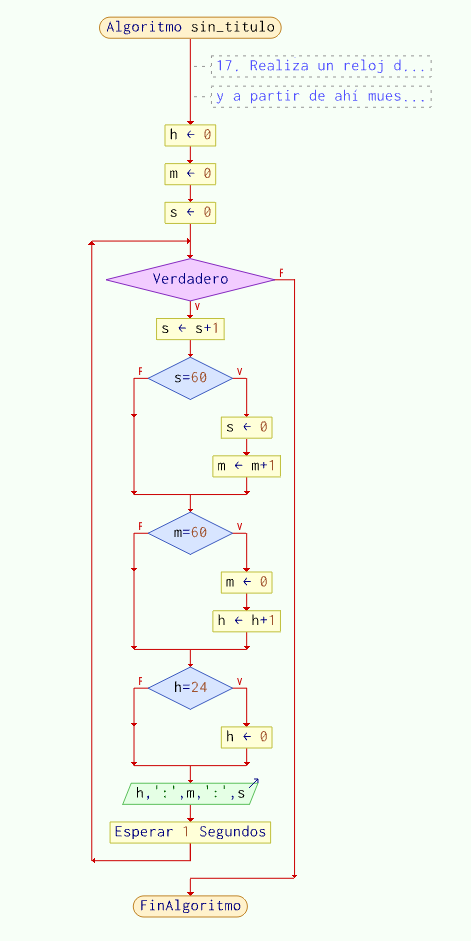 Algoritmo sin_titulo
17. Realiza un reloj d...
y a partir de ahí mues...
h ← 0
m ← 0
s ← 0
Verdadero
F
V
s ← s+1
F
s=60
V
s ← 0
m ← m+1
F
m=60
V
m ← 0
h ← h+1
F
h=24
V
h ← 0
h,':',m,':',s
Esperar 1 Segundos
FinAlgoritmo